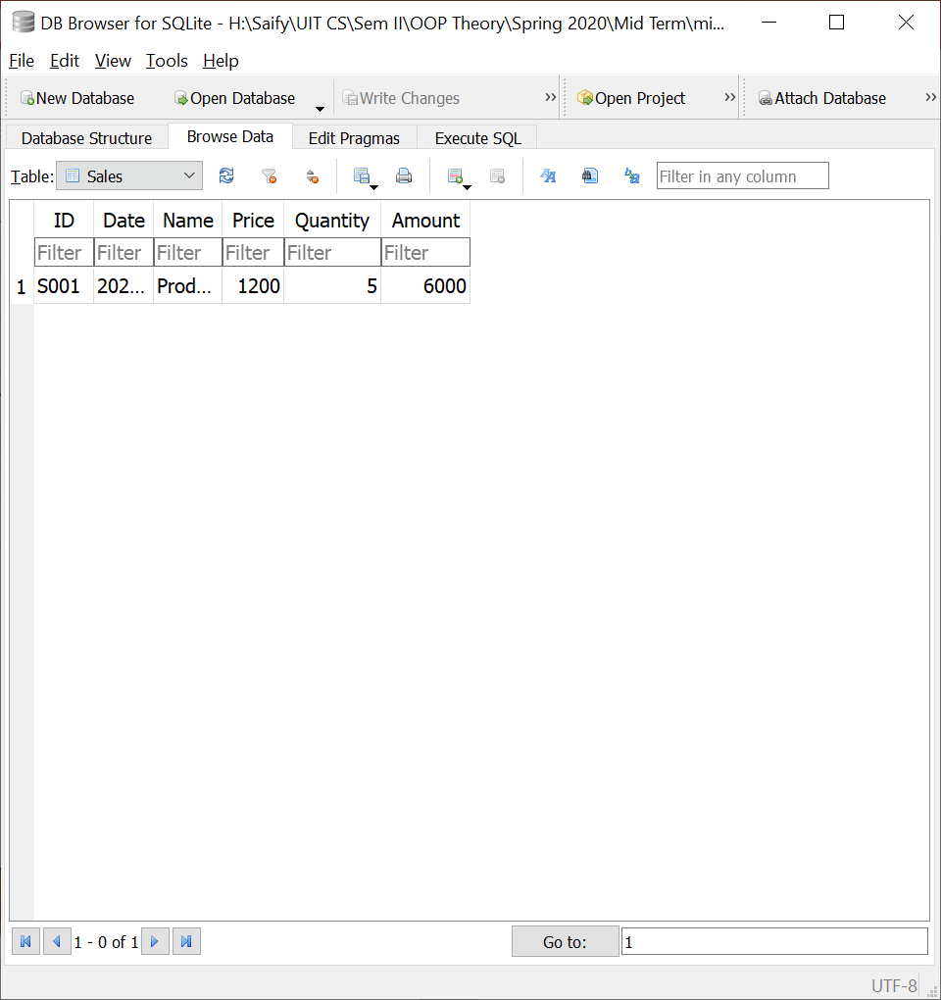 DB Browser for SQLite - H:\Saify\UIT CS\Sem II\OOP Theory\Spring 2020\Mid Term\mi...
File Edit View Tools Help
New Database Open Database Write Changes » Open Project » Attach Database »
Database Structure Browse Data Edit Pragmas Execute SQL
Table: Sales Filter in any column
ID Date Name Price Quantity Amount
Filter Filter Filter Filter Filter Filter
1 S001 202... Prod... 1200 5 6000
1 - 0 of 1 Go to: 1
UTF-8